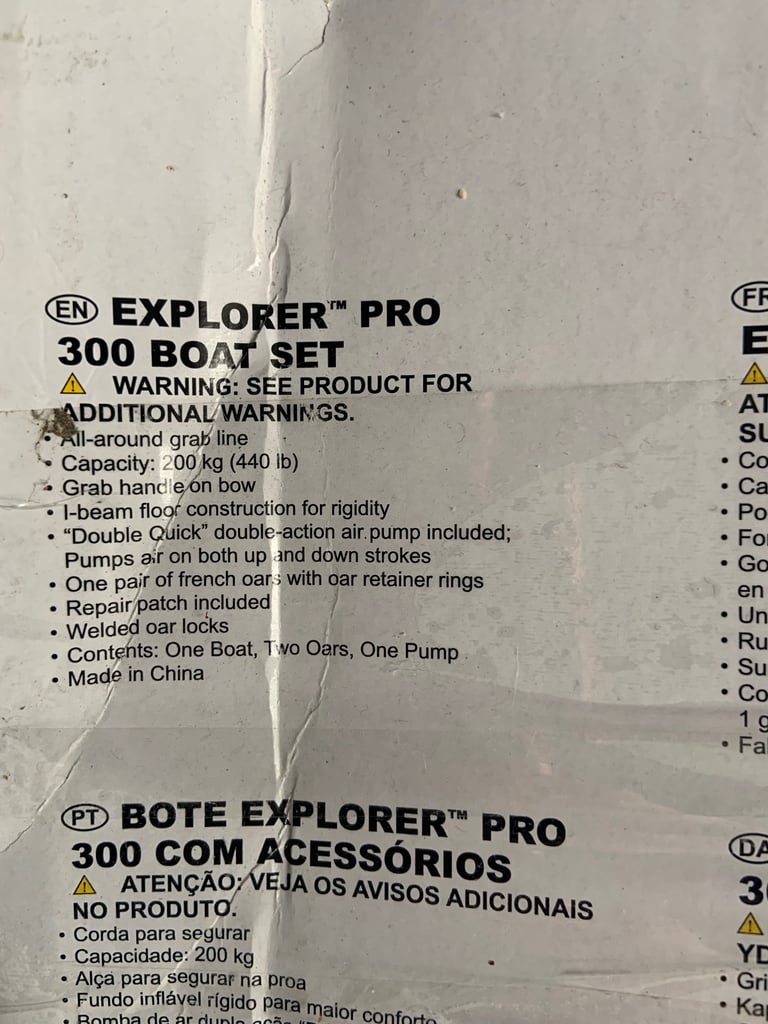 EN EXPLORER™ PRO
300 BOAT SET
WARNING: SEE PRODUCT FOR
ADDITIONAL WARNINGS.
• All-around grab line
• Capacity: 200 kg (440 lb)
• Grab handle on bow
• I-beam floor construction for rigidity
• “Double Quick” double-action air pump included;
Pumps air on both up and down strokes
• One pair of french oars with oar retainer rings
• Repair patch included
• Welded oar locks
• Contents: One Boat, Two Oars, One Pump
• Made in China
PT BOTE EXPLORER™ PRO
300 COM ACESSÓRIOS
ATENÇÃO: VEJA OS AVISOS ADICIONAIS
NO PRODUTO.
• Corda para segurar
• Capacidade: 200 kg
• Alça para segurar na proa
• Fundo inflável rígido para maior conforto
• Bomba de ar dupla ação
FR
E
AT
SU
• Co
• Ca
• Po
• Fo
• Go
en
• Un
• Ru
• Su
• Co
1 g
• Fa
DA
YD
• Gri
• Ka